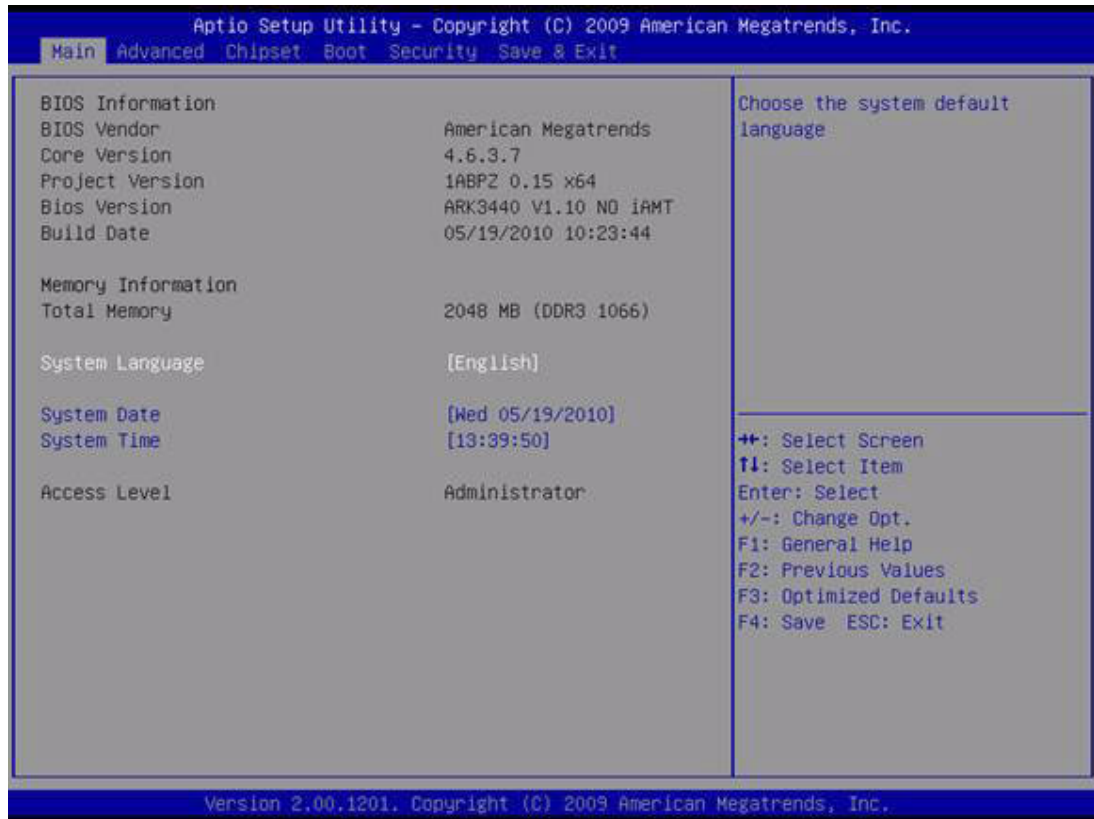 Aptio Setup Utility – Copyright (C) 2009 American Megatrends, Inc.
Main Advanced Chipset Boot Security Save & Exit
BIOS Information
BIOS Vendor American Megatrends
Core Version 4.6.3.7
Project Version 1ABPZ 0.15 x64
Bios Version ARK3440 V1.10 NO iAMT
Build Date 05/19/2010 10:23:44
Memory Information
Total Memory 2048 MB (DDR3 1066)
System Language [English]
System Date [Wed 05/19/2010]
System Time [13:39:50]
Access Level Administrator
Choose the system default
language
→←: Select Screen
↑↓: Select Item
Enter: Select
+/-: Change Opt.
F1: General Help
F2: Previous Values
F3: Optimized Defaults
F4: Save ESC: Exit
Version 2.00.1201. Copyright (C) 2009 American Megatrends, Inc.